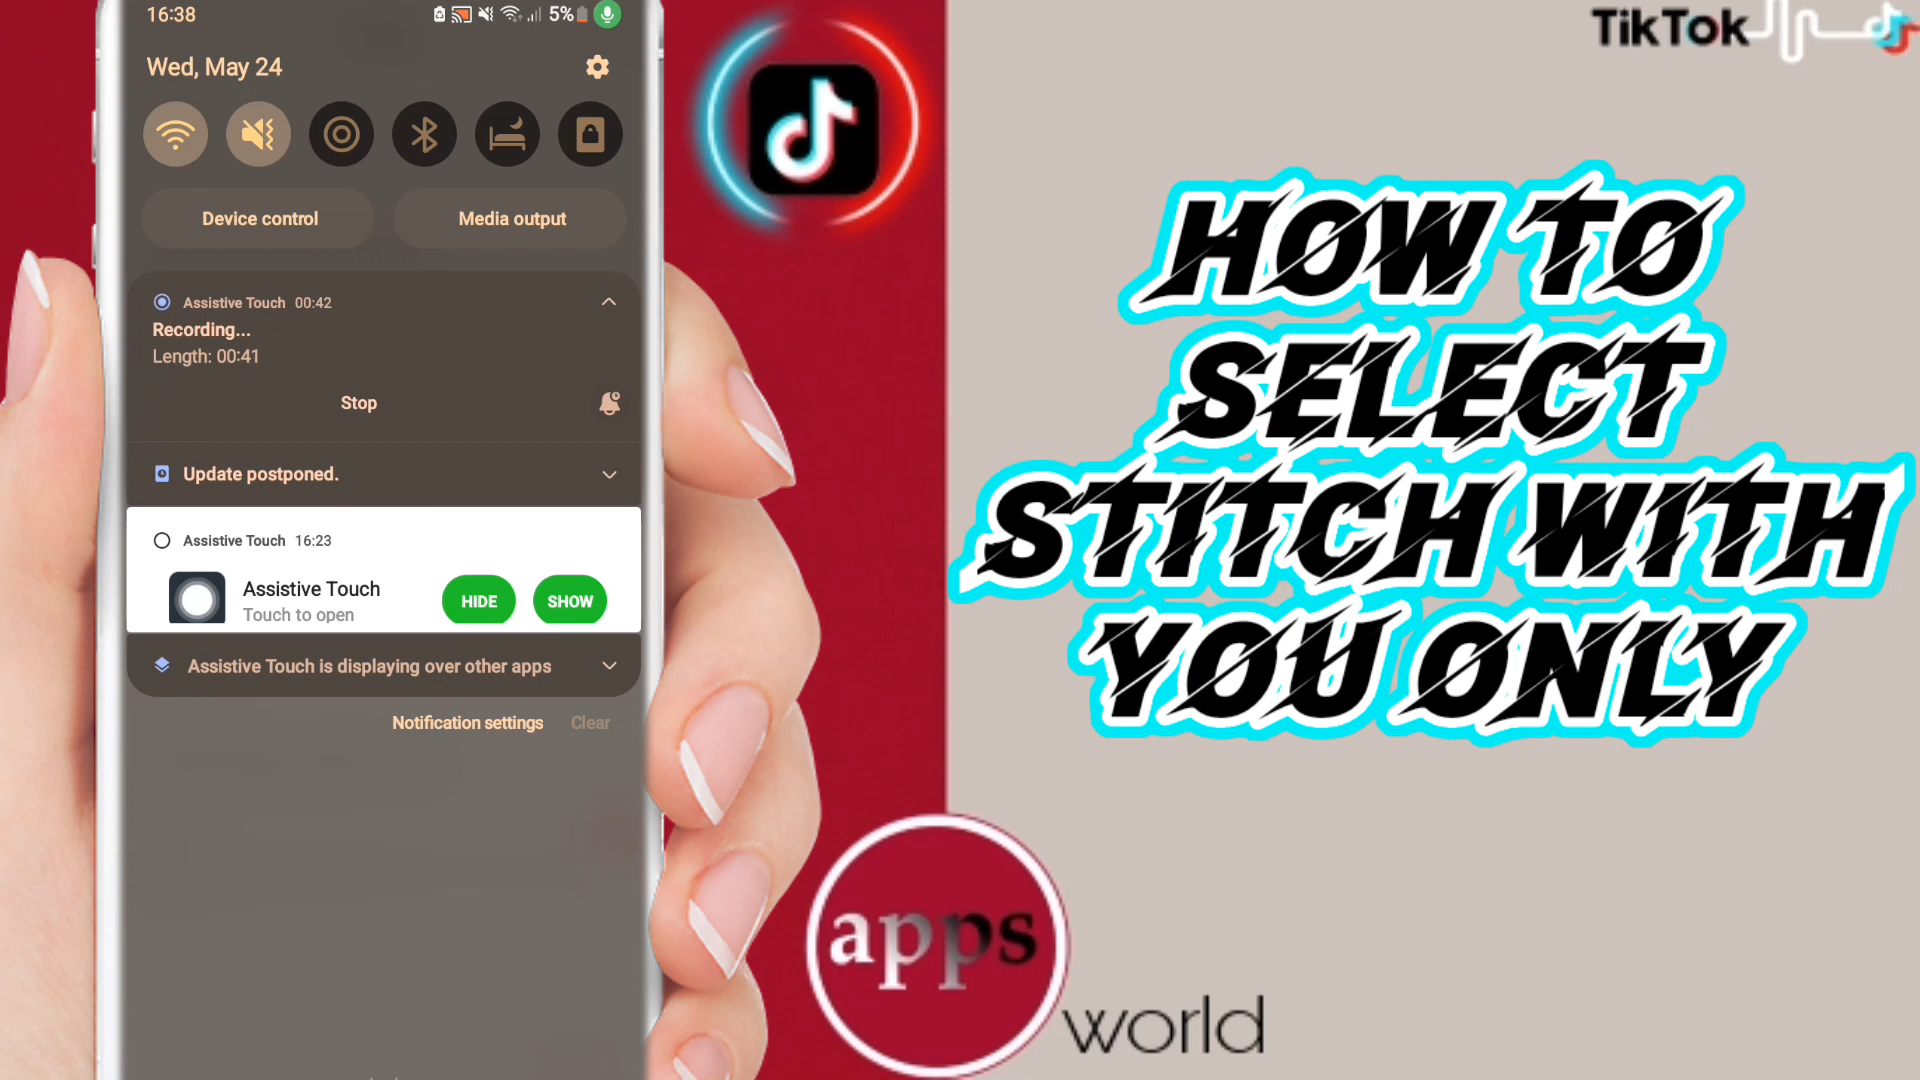 16:38
5%
Wed, May 24
Device control
Media output
Assistive Touch 00:42
Recording...
Length: 00:41
Stop
Update postponed.
Assistive Touch 16:23
Assistive Touch
Touch to open
HIDE
SHOW
Assistive Touch is displaying over other apps
Notification settings
Clear
TikTok
HOW TO
SELECT
STITCH WITH
YOU ONLY
apps
world